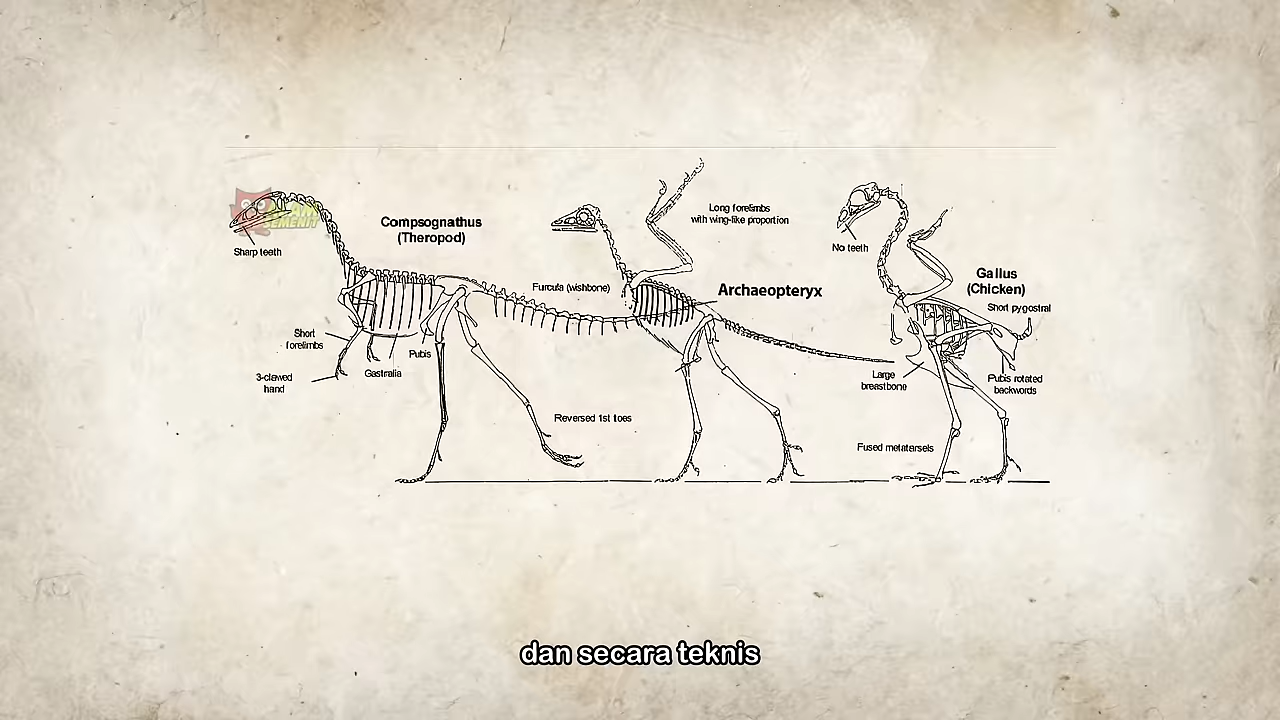 Sharp teeth
Compsognathus
(Theropod)
Short
forelimbs
3-clawed
hand
Gastralia
Pubis
Reversed 1st toes
Furcula (wishbone)
Long forelimbs
with wing-like proportion
Archaeopteryx
No teeth
Gallus
(Chicken)
Short pygostral
Large
breastbone
Pubis rotated
backwords
Fused metatarsels
dan secara teknis